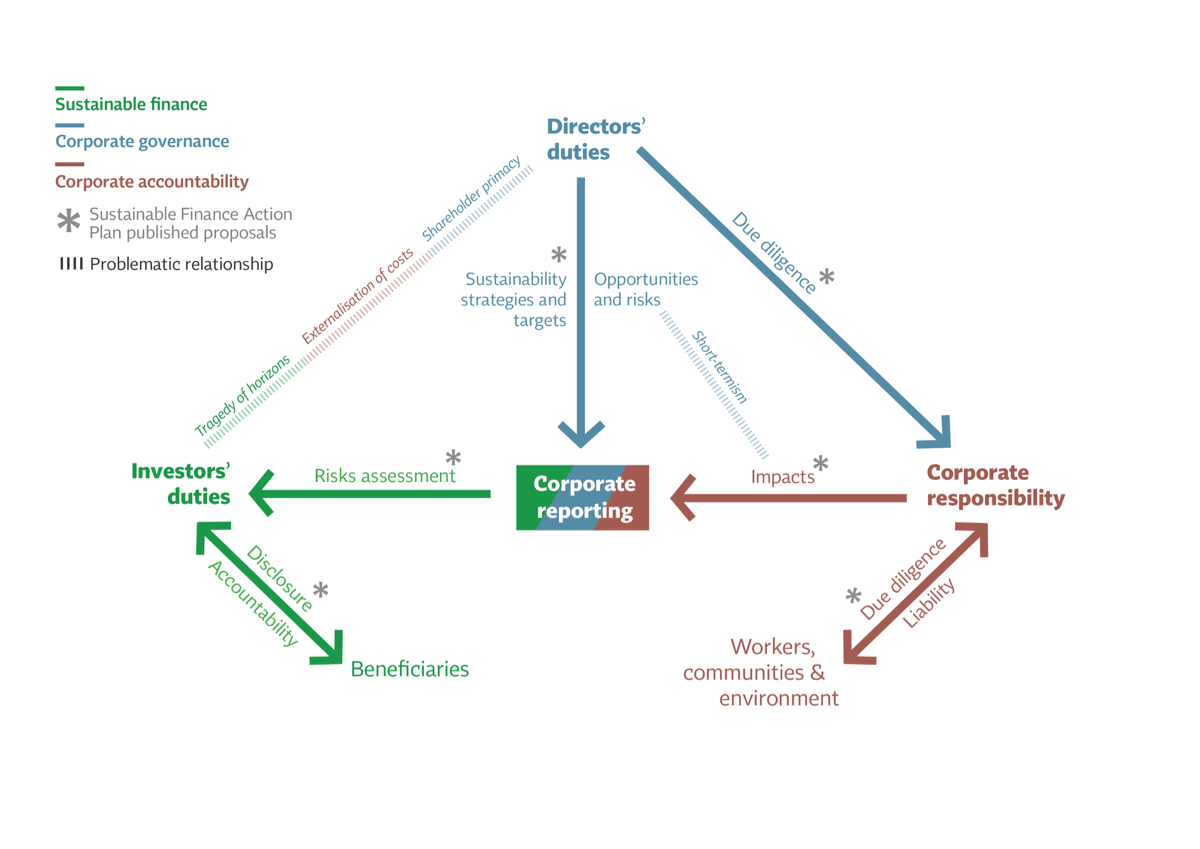 Sustainable finance
Corporate governance
Corporate accountability
* Sustainable Finance Action
Plan published proposals
Problematic relationship
Directors’
duties
Shareholder primacy
Externalisation of costs
Tragedy of horizons
*
Sustainability
strategies and
targets
Opportunities
and risks
Short-termism
Due diligence *
Investors’
duties
Risks assessment *
Corporate
reporting
Impacts *
Corporate
responsibility
Disclosure *
Accountability
Beneficiaries
* Due diligence
Liability
Workers,
communities &
environment